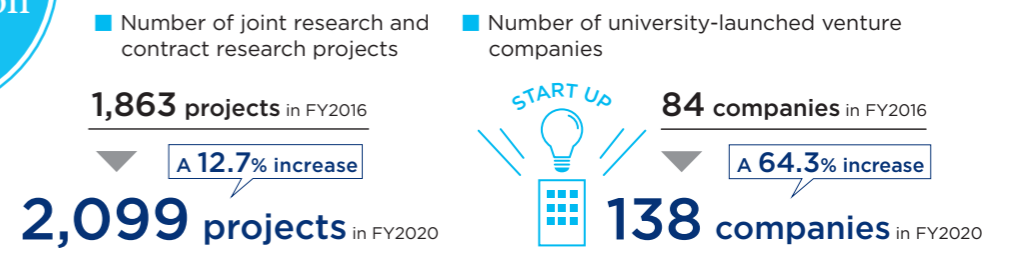 on
■ Number of joint research and
contract research projects
1,863 projects in FY2016
A 12.7% increase
2,099 projects in FY2020
■ Number of university-launched venture
companies
START UP
84 companies in FY2016
A 64.3% increase
138 companies in FY2020